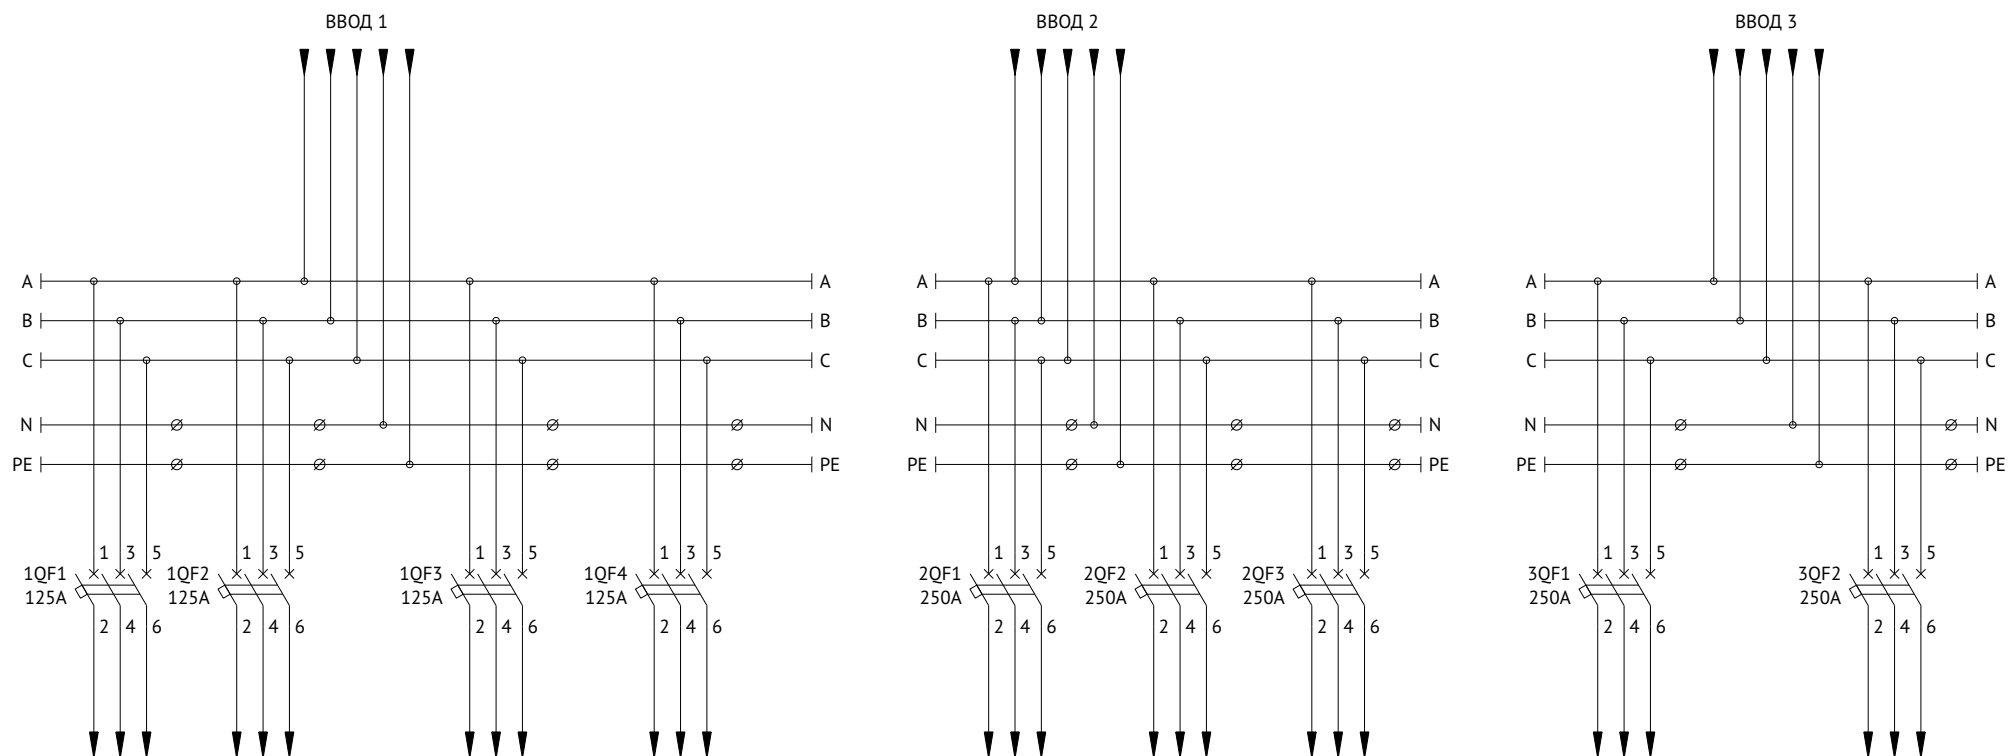 ВВОД 1
ВВОД 2
ВВОД 3
A A A A A A
B B B B B B
C C C C C C
N N N N N N
PE PE PE PE PE PE
1 3 5 1 3 5 1 3 5 1 3 5 1 3 5 1 3 5 1 3 5 1 3 5 1 3 5
1QF1 1QF2 1QF3 1QF4 2QF1 2QF2 2QF3 3QF1 3QF2
125A 125A 125A 125A 250A 250A 250A 250A 250A
2 4 6 2 4 6 2 4 6 2 4 6 2 4 6 2 4 6 2 4 6 2 4 6 2 4 6